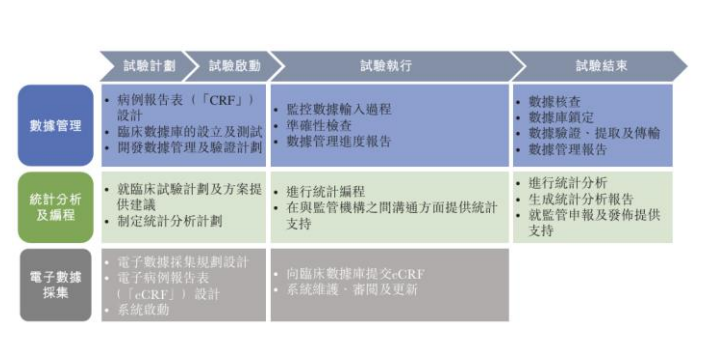 試驗計劃
試驗啟動
試驗執行
試驗結束
數據管理
• 病例報告表（「CRF」）
設計
• 臨床數據庫的設立及測試
• 開發數據管理及驗證計劃
• 監控數據輸入過程
• 準確性檢查
• 數據管理進度報告
• 數據核查
• 數據庫鎖定
• 數據驗證、提取及傳輸
• 數據管理報告
統計分析
及編程
• 就臨床試驗計劃及方案提
供建議
• 制定統計分析計劃
• 進行統計編程
• 在與監管機構之間溝通方面提供統計
支持
• 進行統計分析
• 生成統計分析報告
• 就監管申報及發佈提供
支持
電子數據
採集
• 電子數據採集規劃設計
• 電子病例報告表
（「eCRF」）設計
• 系統啟動
• 向臨床數據庫提交eCRF
• 系統維護、審閱及更新